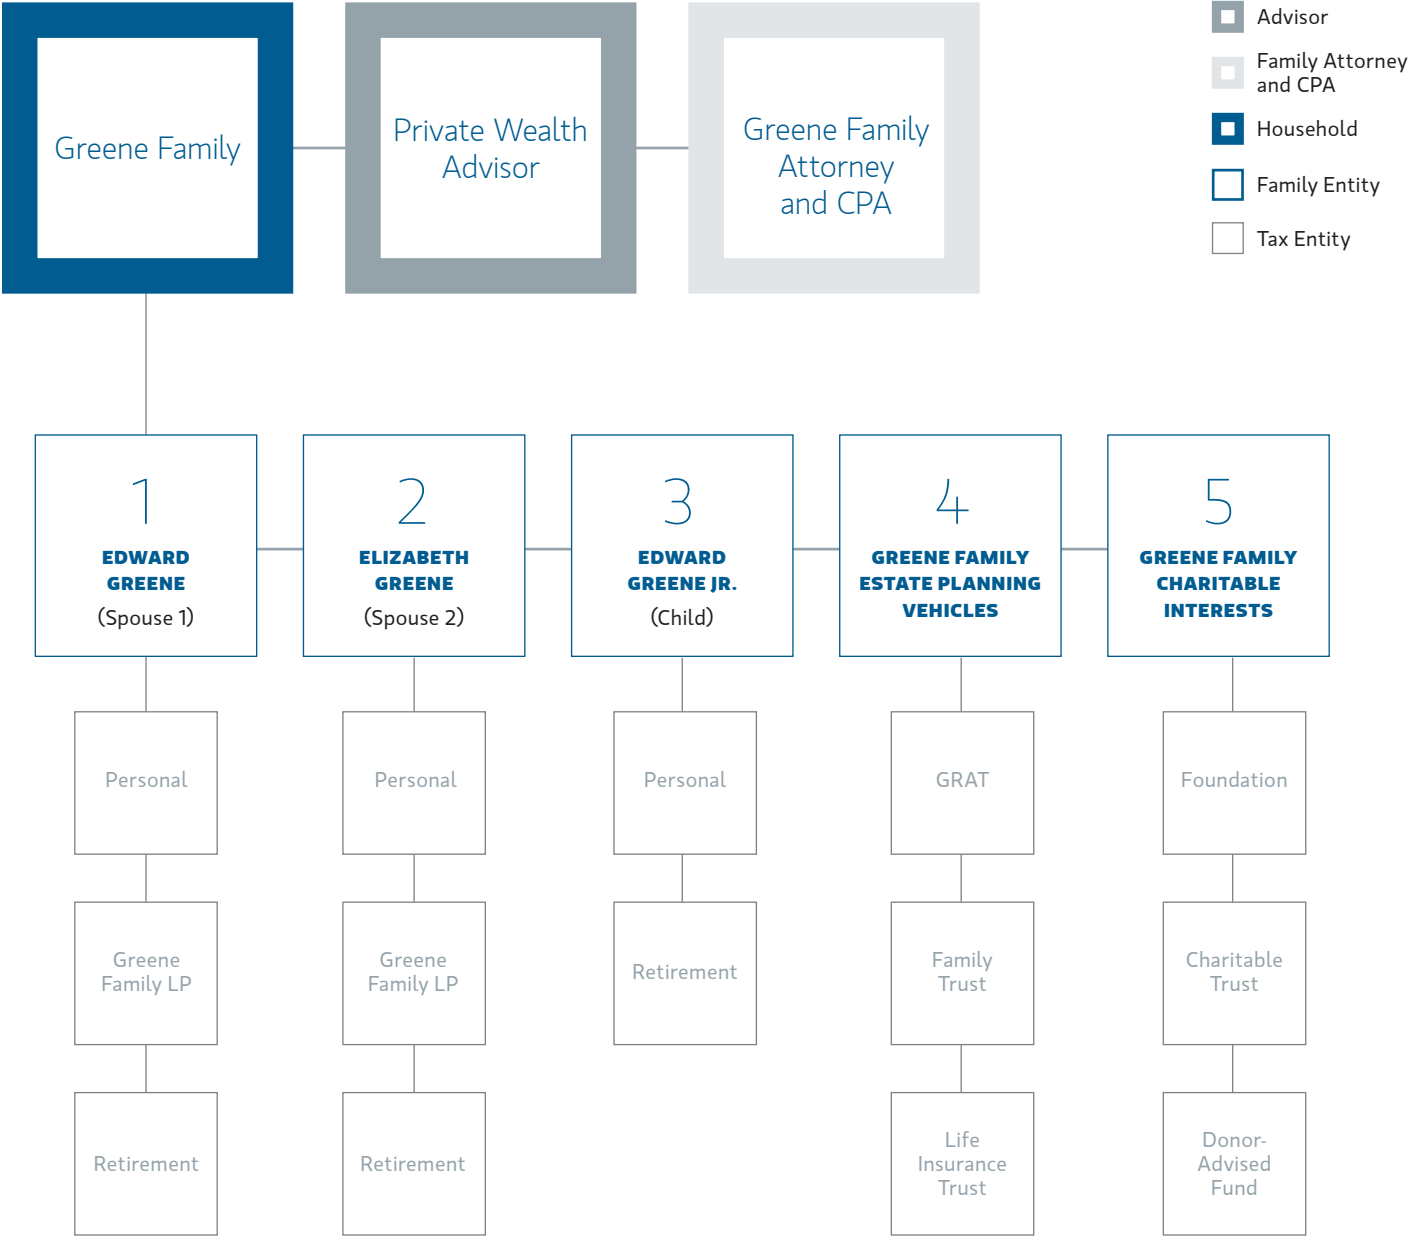 Greene Family
Private Wealth
Advisor
Greene Family
Attorney
and CPA
Advisor
Family Attorney
and CPA
Household
Family Entity
Tax Entity
1
EDWARD
GREENE
(Spouse 1)
2
ELIZABETH
GREENE
(Spouse 2)
3
EDWARD
GREENE JR.
(Child)
4
GREENE FAMILY
ESTATE PLANNING
VEHICLES
5
GREENE FAMILY
CHARITABLE
INTERESTS
Personal
Personal
Personal
GRAT
Foundation
Greene
Family LP
Greene
Family LP
Retirement
Family
Trust
Charitable
Trust
Retirement
Retirement
Life
Insurance
Trust
Donor-
Advised
Fund